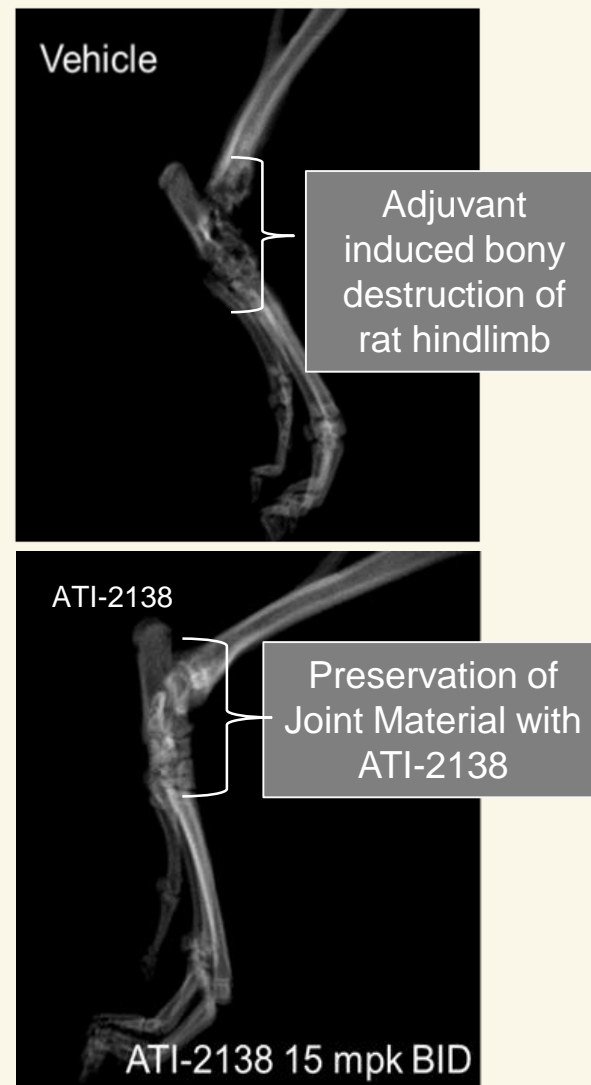 Vehicle
Adjuvant
induced bony
destruction of
rat hindlimb
ATI-2138
Preservation of
Joint Material with
ATI-2138
ATI-2138 15 mpk BID